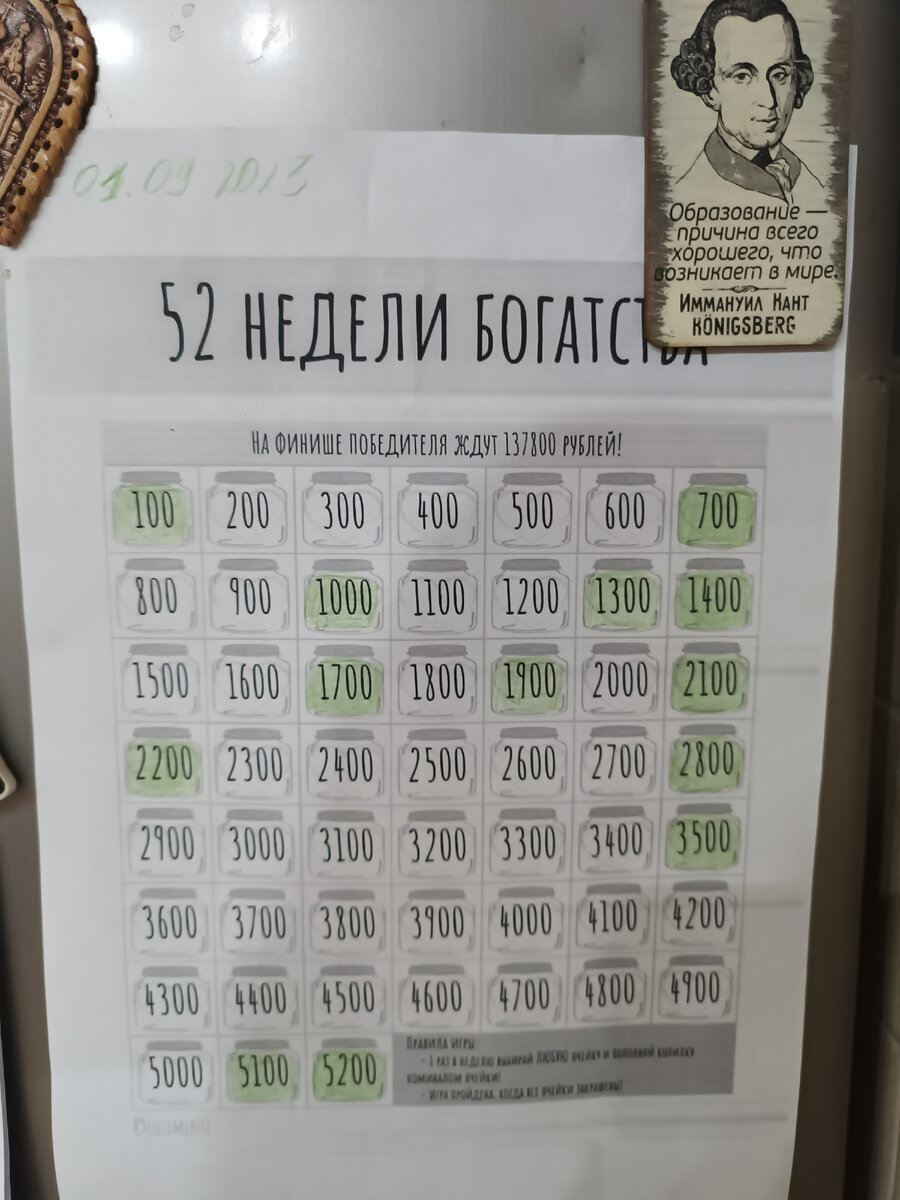 01.09.2023
Образование —
причина всего
хорошего, что
возникает в мире.
Иммануил Кант
KÖNIGSBERG
52 НЕДЕЛИ БОГАТСТВА
НА ФИНИШЕ ПОБЕДИТЕЛЯ ЖДУТ 137800 РУБЛЕЙ!
100 200 300 400 500 600 700
800 900 1000 1100 1200 1300 1400
1500 1600 1700 1800 1900 2000 2100
2200 2300 2400 2500 2600 2700 2800
2900 3000 3100 3200 3300 3400 3500
3600 3700 3800 3900 4000 4100 4200
4300 4400 4500 4600 4700 4800 4900
5000 5100 5200
ПРАВИЛА ИГРЫ:
- 1 РАЗ В НЕДЕЛЮ ВЫБИРАЙ ЛЮБУЮ ЯЧЕЙКУ И ПОПОЛНЯЙ КОПИЛКУ
НОМИНАЛОМ ЯЧЕЙКИ!
- ИГРА ПРОЙДЕНА, КОГДА ВСЕ ЯЧЕЙКИ ЗАКРАШЕНЫ!